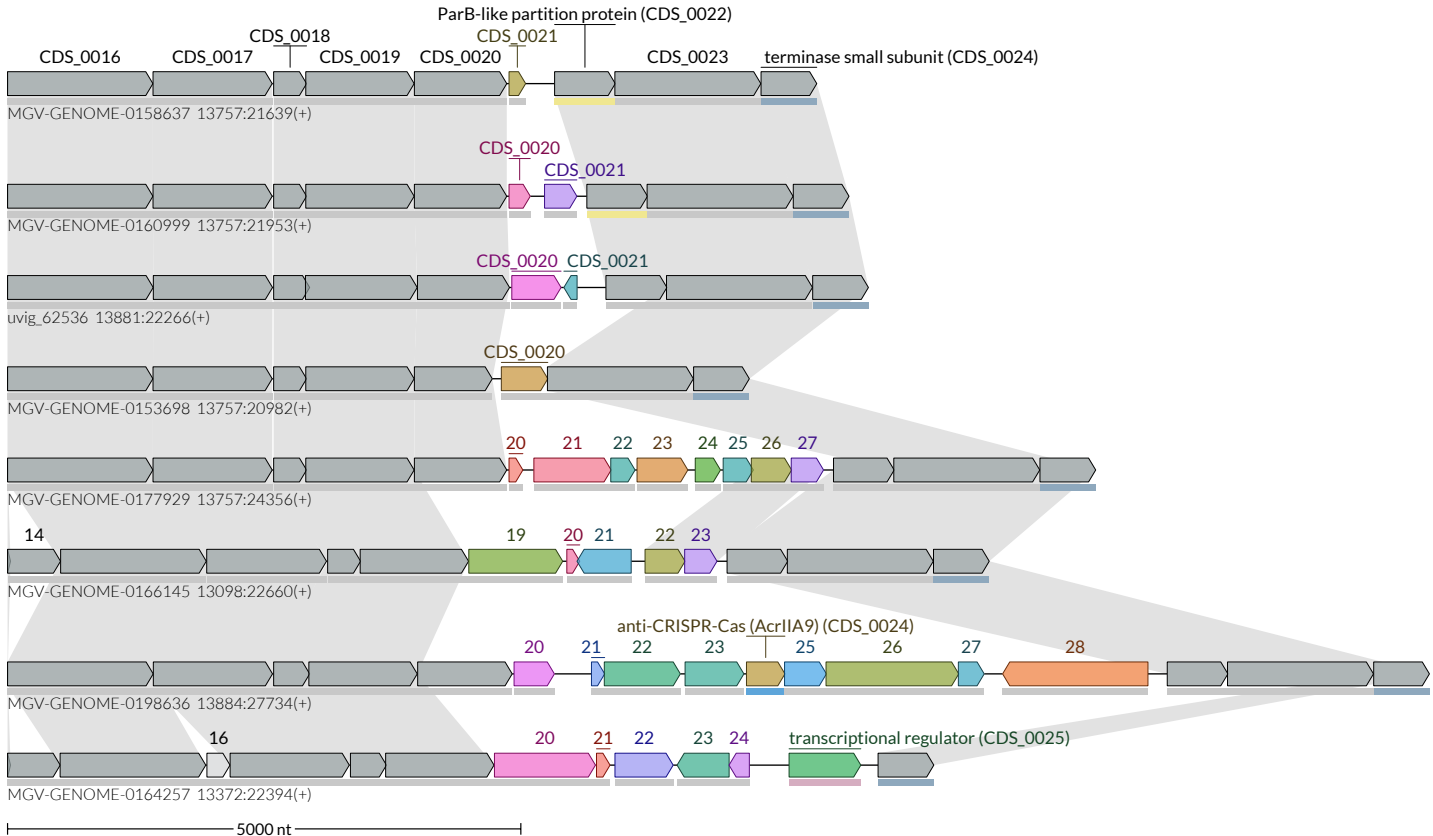 ParB-like partition protein (CDS_0022)
CDS_0018 CDS_0021
CDS_0016 CDS_0017 CDS_0019 CDS_0020 CDS_0023 terminase small subunit (CDS_0024)
MGV-GENOME-0158637 13757:21639(+)
CDS_0020
CDS_0021
MGV-GENOME-0160999 13757:21953(+)
CDS_0020 CDS_0021
uvig_62536 13881:22266(+)
CDS_0020
MGV-GENOME-0153698 13757:20982(+)
20 21 22 23 24 25 26 27
MGV-GENOME-0177929 13757:24356(+)
14 19 20 21 22 23
MGV-GENOME-0166145 13098:22660(+)
anti-CRISPR-Cas (AcrIIA9) (CDS_0024)
20 21 22 23 25 26 27 28
MGV-GENOME-0198636 13884:27734(+)
16 20 21 22 23 24 transcriptional regulator (CDS_0025)
MGV-GENOME-0164257 13372:22394(+)
5000 nt